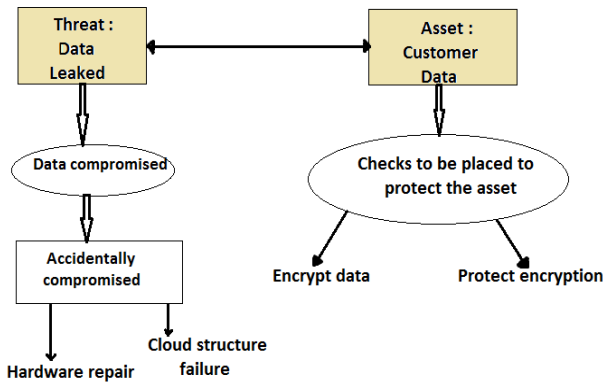 Threat :
Data
Leaked
Asset :
Customer
Data
Data compromised
Checks to be placed to
protect the asset
Accidentally
compromised
Encrypt data
Protect encryption
Hardware repair
Cloud structure
failure